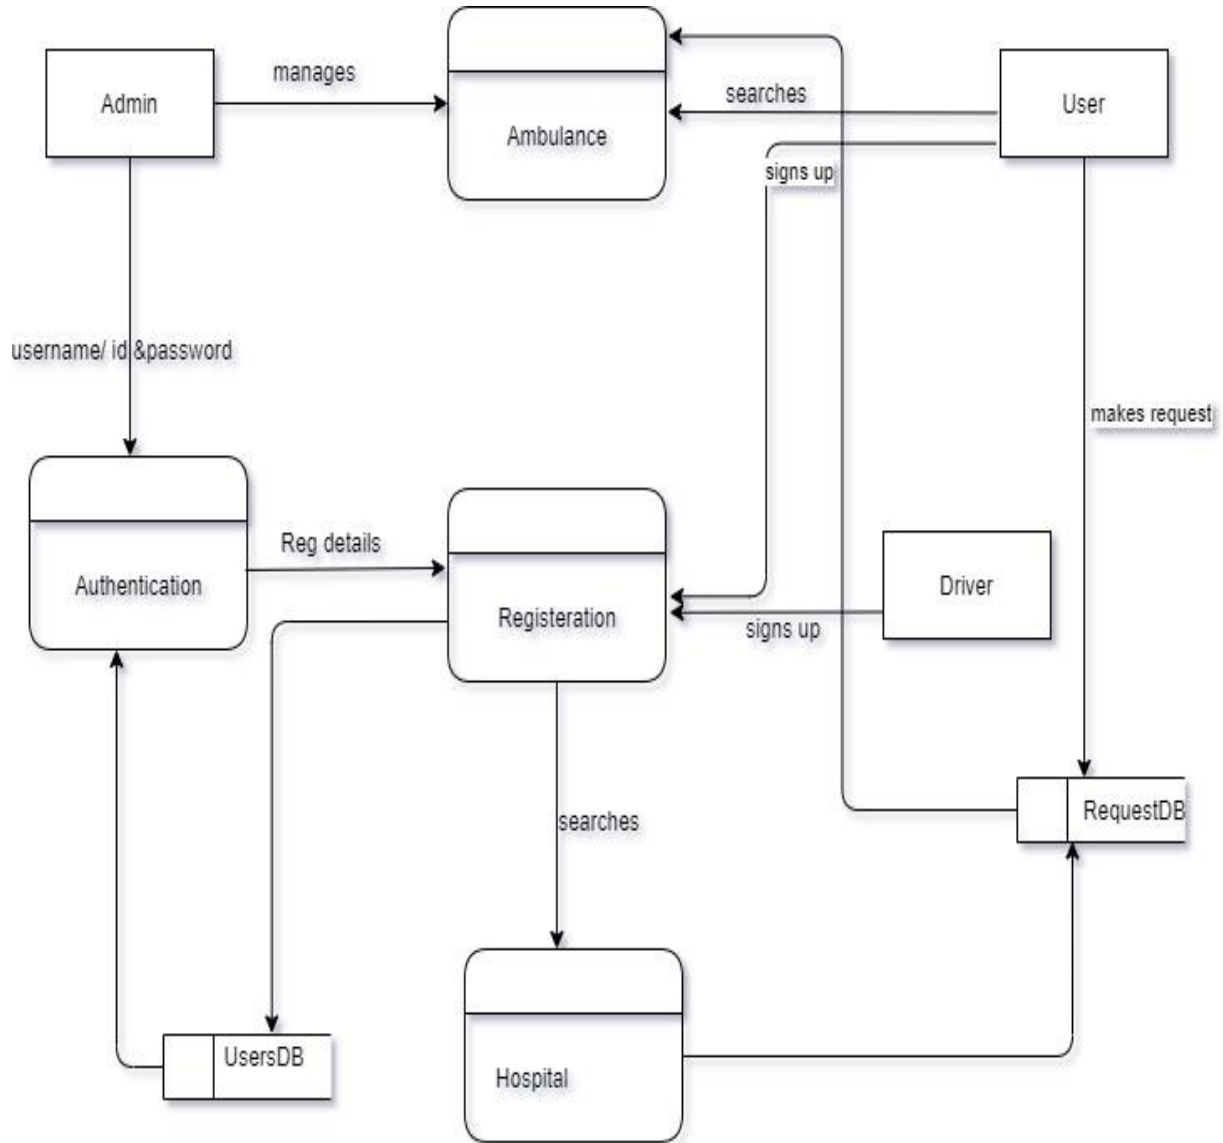 manages
Admin
searches
User
Ambulance
signs up
username/ id &password
makes request
Reg details
Authentication
Registeration
Driver
signs up
searches
RequestDB
UsersDB
Hospital